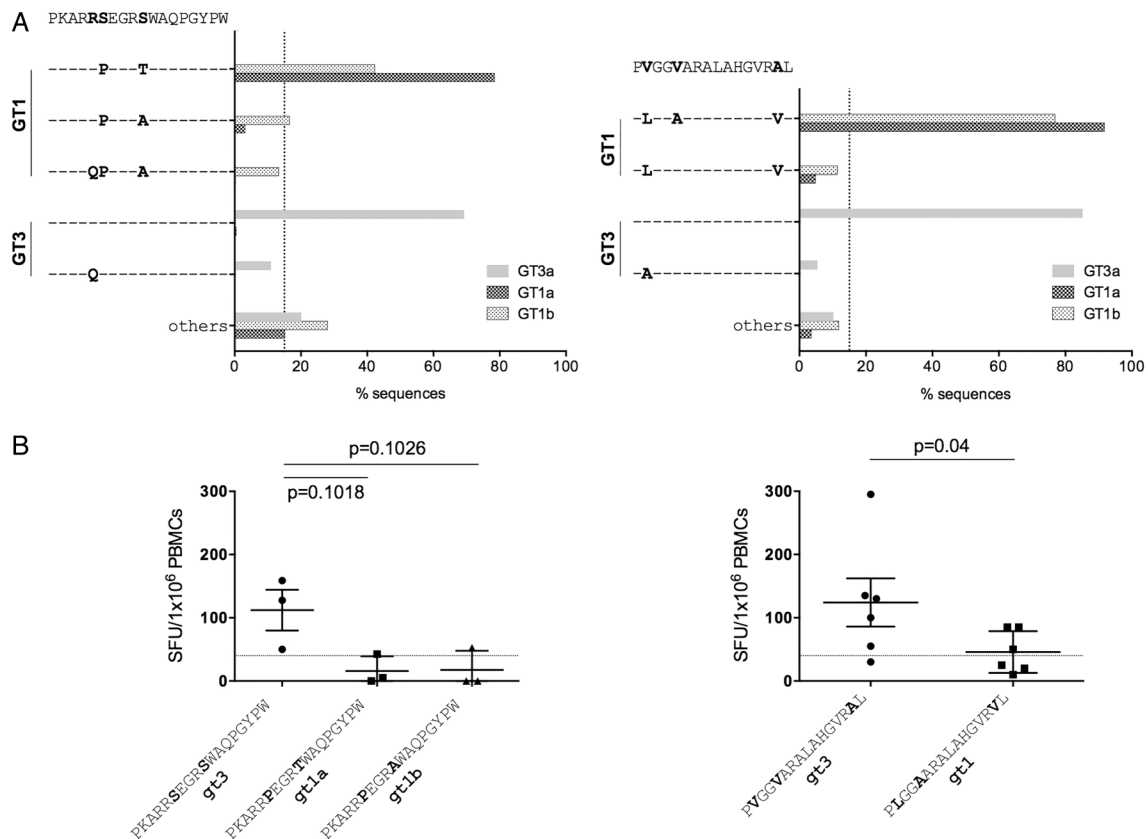 A
PKARRSEGRSWAQPGYPW
GT1
------P----T--------
------P----A--------
-----QP----A--------
GT3
--------------------
-----Q--------------
others
GT3a
GT1a
GT1b
0 20 40 60 80 100
% sequences
PVGGVARALAHGVRAL
GT1
-L--A---------V-
-L------------V-
GT3
----------------
-A--------------
others
GT3a
GT1a
GT1b
0 20 40 60 80 100
% sequences
B
p=0.1026
p=0.1018
300
200
100
0
SFU/1x10⁶ PBMCs
PKARRSEGRSWAQPGYPW
gt3
PKARRPEGRTWAQPGYPW
gt1a
PKARRPEGRAWAQPGYPW
gt1b
p=0.04
300
200
100
0
SFU/1x10⁶ PBMCs
PVGGVARALAHGVRAL
gt3
PLGGAARALAHGVRVL
gt1